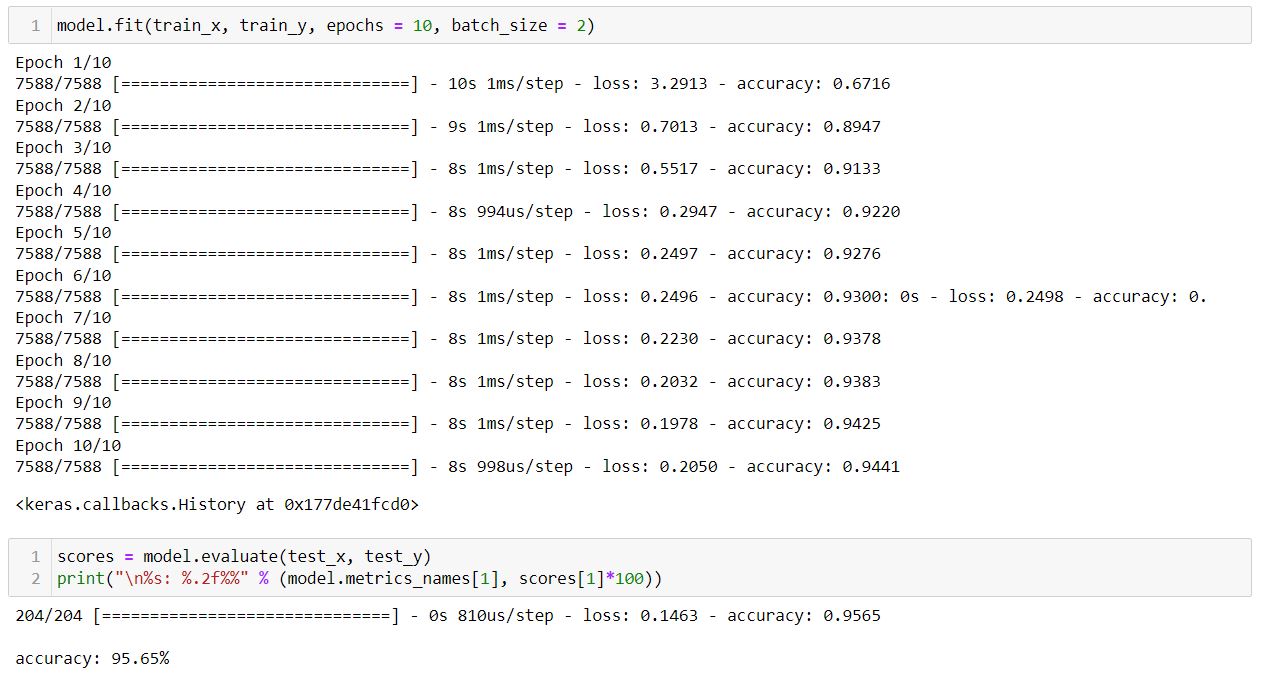 1 model.fit(train_x, train_y, epochs = 10, batch_size = 2)
Epoch 1/10
7588/7588 [==============================] - 10s 1ms/step - loss: 3.2913 - accuracy: 0.6716
Epoch 2/10
7588/7588 [==============================] - 9s 1ms/step - loss: 0.7013 - accuracy: 0.8947
Epoch 3/10
7588/7588 [==============================] - 8s 1ms/step - loss: 0.5517 - accuracy: 0.9133
Epoch 4/10
7588/7588 [==============================] - 8s 994us/step - loss: 0.2947 - accuracy: 0.9220
Epoch 5/10
7588/7588 [==============================] - 8s 1ms/step - loss: 0.2497 - accuracy: 0.9276
Epoch 6/10
7588/7588 [==============================] - 8s 1ms/step - loss: 0.2496 - accuracy: 0.9300: 0s - loss: 0.2498 - accuracy: 0.
Epoch 7/10
7588/7588 [==============================] - 8s 1ms/step - loss: 0.2230 - accuracy: 0.9378
Epoch 8/10
7588/7588 [==============================] - 8s 1ms/step - loss: 0.2032 - accuracy: 0.9383
Epoch 9/10
7588/7588 [==============================] - 8s 1ms/step - loss: 0.1978 - accuracy: 0.9425
Epoch 10/10
7588/7588 [==============================] - 8s 998us/step - loss: 0.2050 - accuracy: 0.9441
<keras.callbacks.History at 0x177de41fcd0>
1 scores = model.evaluate(test_x, test_y)
2 print("\n%s: %.2f%%" % (model.metrics_names[1], scores[1]*100))
204/204 [==============================] - 0s 810us/step - loss: 0.1463 - accuracy: 0.9565
accuracy: 95.65%